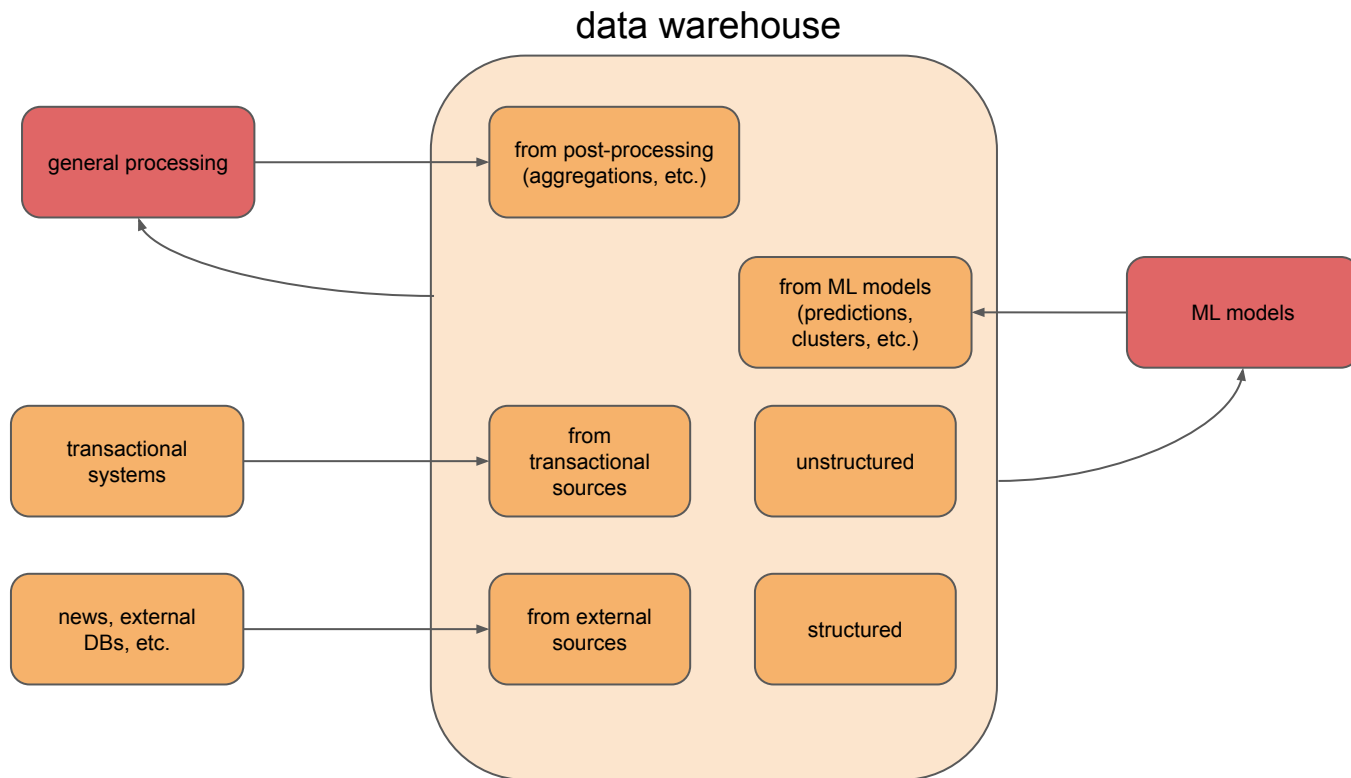 data warehouse
general processing
from post-processing
(aggregations, etc.)
from ML models
(predictions,
clusters, etc.)
ML models
transactional
systems
from
transactional
sources
unstructured
news, external
DBs, etc.
from external
sources
structured